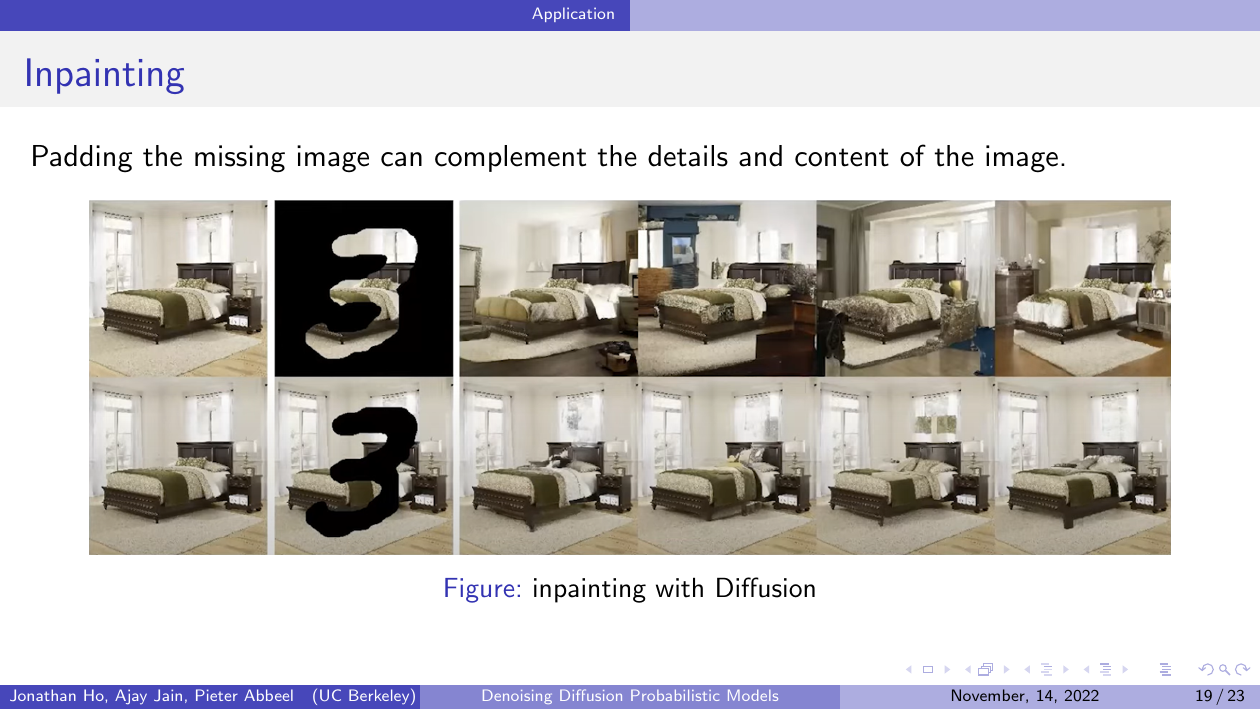 Application
Inpainting
Padding the missing image can complement the details and content of the image.
Figure: inpainting with Diffusion
Jonathan Ho, Ajay Jain, Pieter Abbeel (UC Berkeley) Denoising Diffusion Probabilistic Models November, 14, 2022 19 / 23